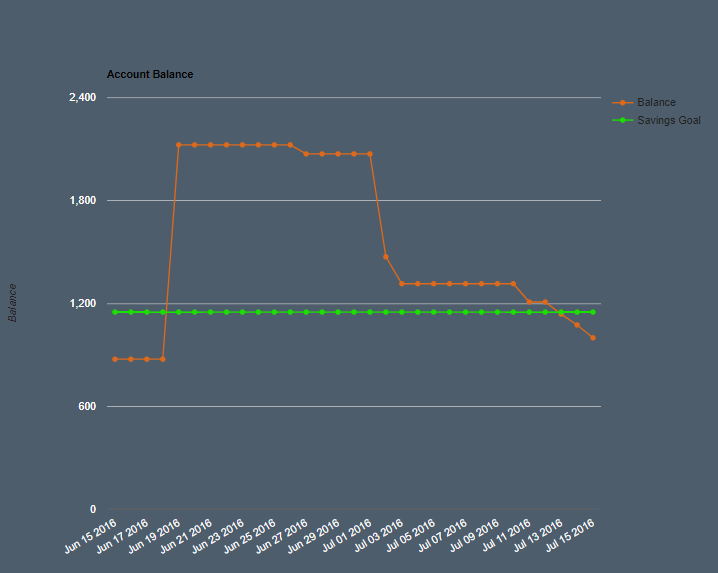 Account Balance
2,400
1,800
1,200
600
0
Balance
Balance
Savings Goal
Jun 15 2016
Jun 17 2016
Jun 19 2016
Jun 21 2016
Jun 23 2016
Jun 25 2016
Jun 27 2016
Jun 29 2016
Jul 01 2016
Jul 03 2016
Jul 05 2016
Jul 07 2016
Jul 09 2016
Jul 11 2016
Jul 13 2016
Jul 15 2016